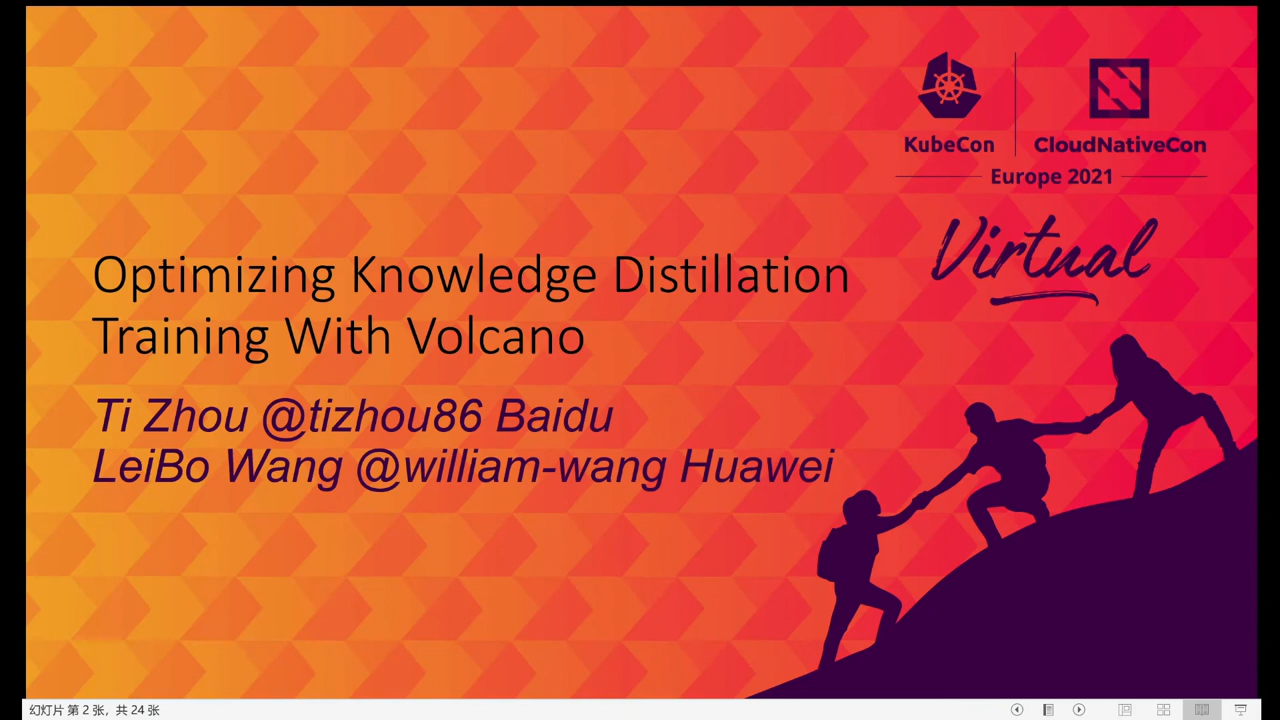 KubeCon
CloudNativeCon
Europe 2021
Virtual
Optimizing Knowledge Distillation
Training With Volcano
Ti Zhou @tizhou86 Baidu
LeiBo Wang @william-wang Huawei
幻灯片 第 2 张，共 24 张